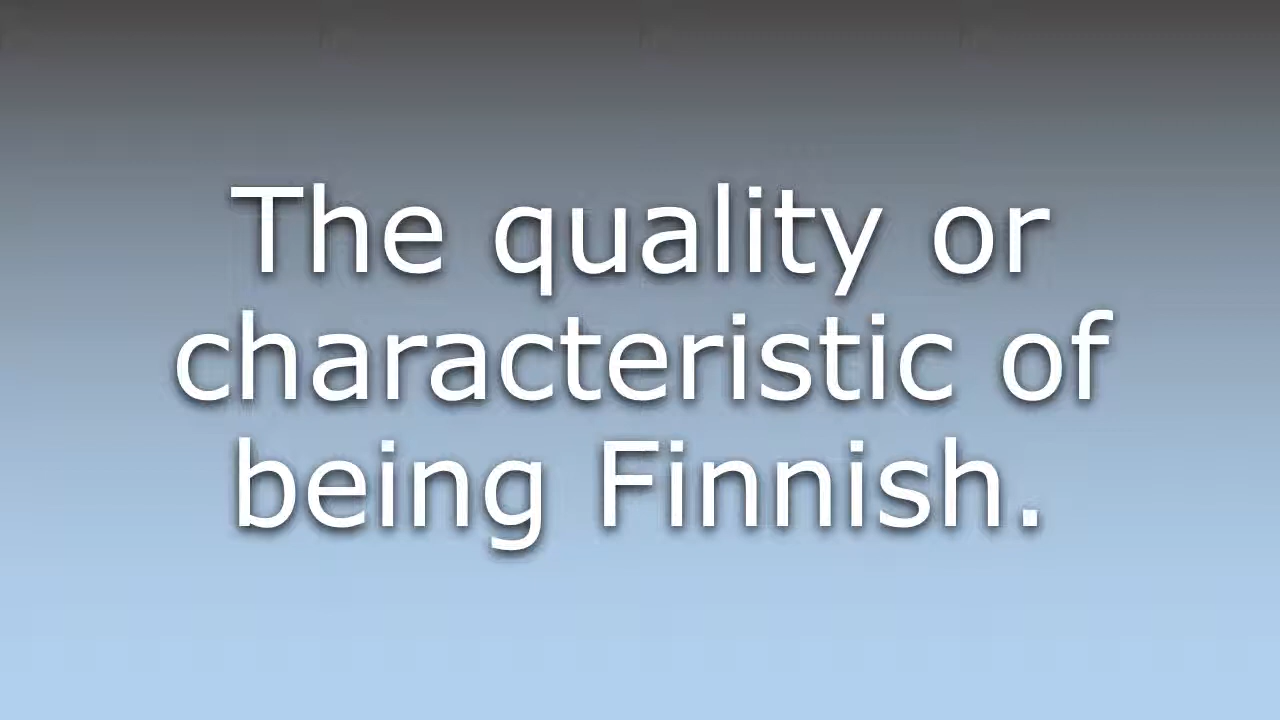 The quality or
characteristic of
being Finnish.